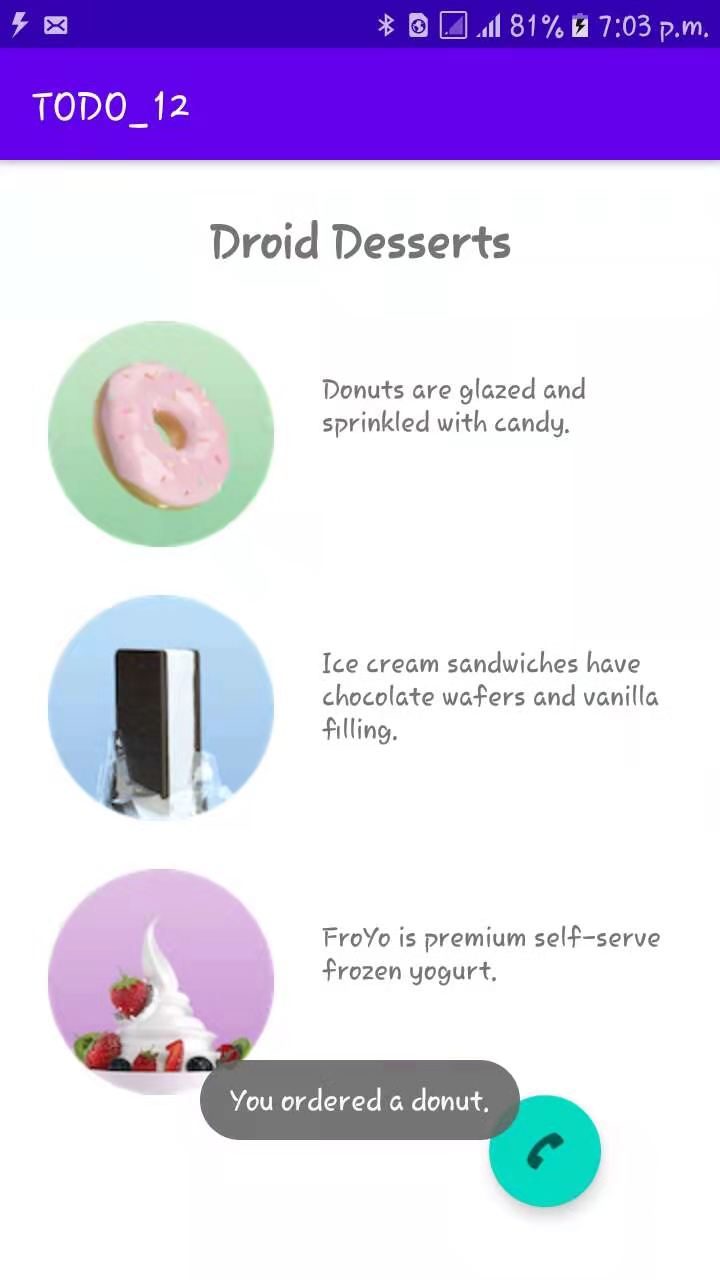 81% 7:03 p.m.
TODO_12
Droid Desserts
Donuts are glazed and
sprinkled with candy.
Ice cream sandwiches have
chocolate wafers and vanilla
filling.
FroYo is premium self-serve
frozen yogurt.
You ordered a donut.